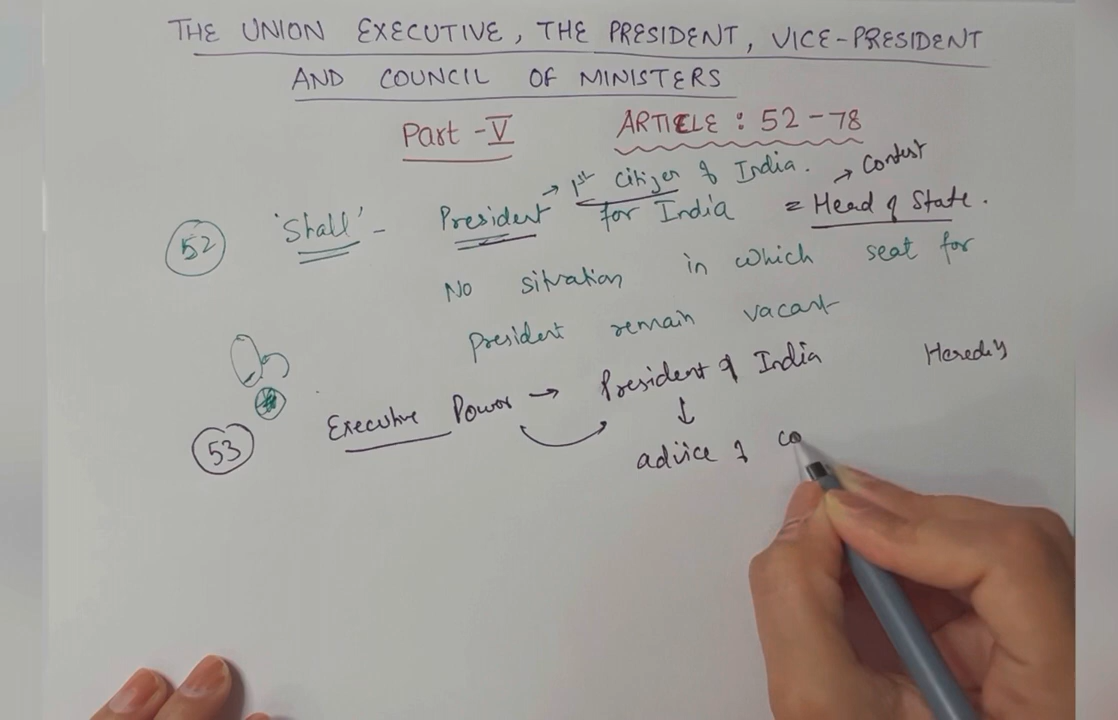 THE UNION EXECUTIVE, THE PRESIDENT, VICE-PRESIDENT
AND COUNCIL OF MINISTERS
Part - V ARTICLE : 52 - 78
→ 1st Citizen of India. → Contest
52 'Shall' - President for India = Head of State.
No situation in which seat for
president remain vacant
53 Executive Power → President of India Heredity
↓
advice of co